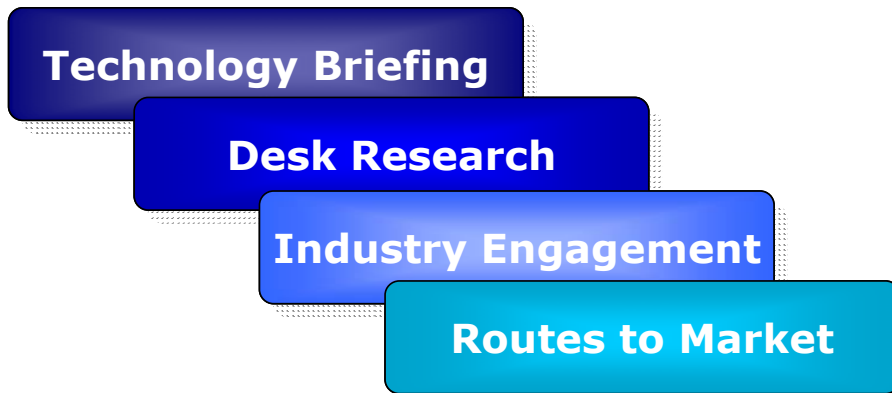 Technology Briefing
Desk Research
Industry Engagement
Routes to Market